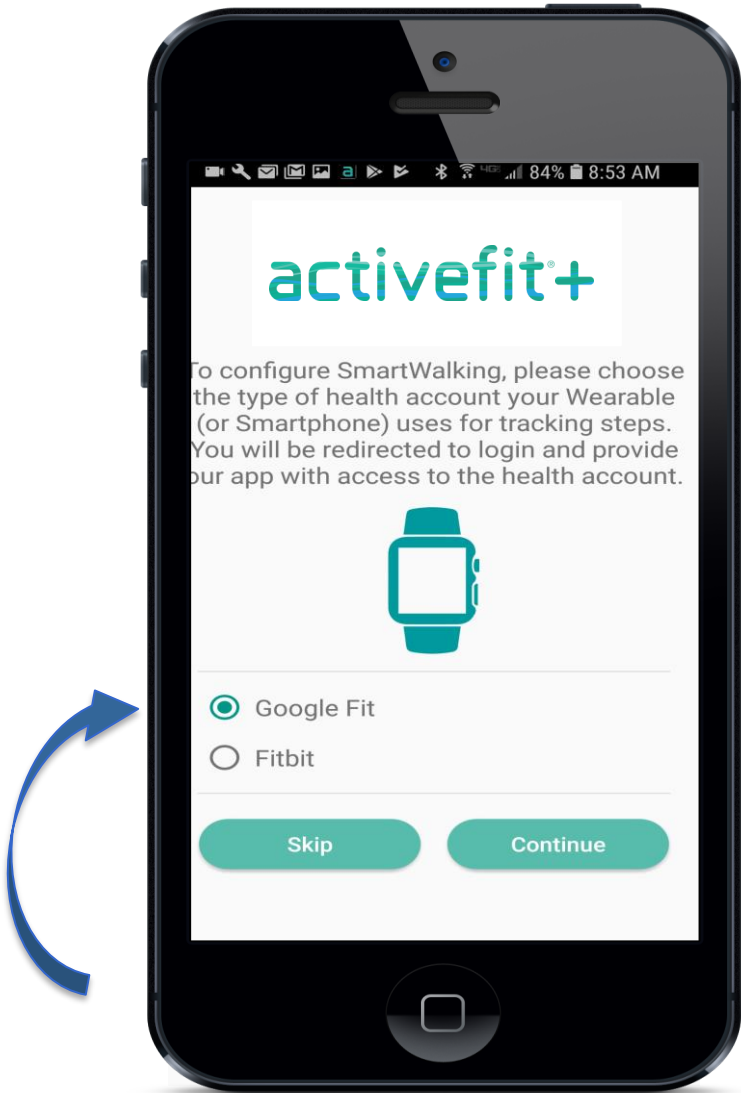 4G 84% 8:53 AM
activefit®+
To configure SmartWalking, please choose
the type of health account your Wearable
(or Smartphone) uses for tracking steps.
You will be redirected to login and provide
our app with access to the health account.
Google Fit
Fitbit
Skip Continue